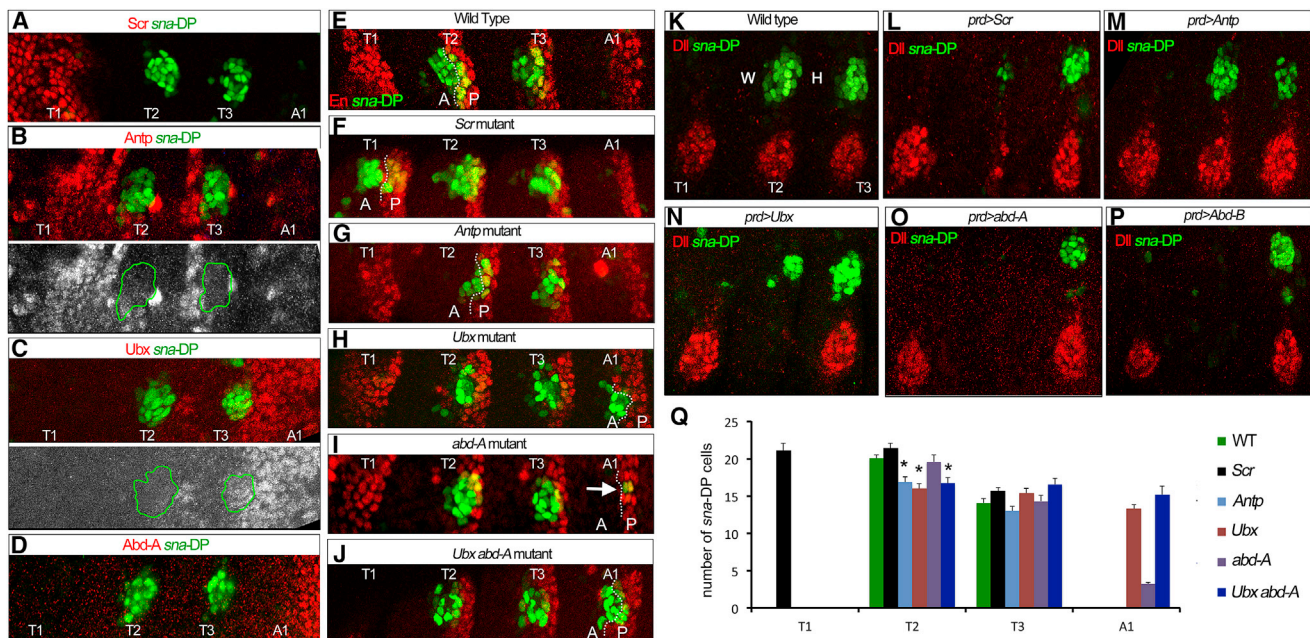 A
Scr sna-DP
T1 T2 T3 A1
B
Antp sna-DP
T1 T2 T3 A1
C
Ubx sna-DP
T1 T2 T3 A1
D
Abd-A sna-DP
T1 T2 T3 A1
E
Wild Type
T1 T2 T3 A1
En sna-DP A P
F
Scr mutant
T1 T2 T3 A1
A P
G
Antp mutant
T1 T2 T3 A1
A P
H
Ubx mutant
T1 T2 T3 A1
A P
I
abd-A mutant
T1 T2 T3 A1
A P
J
Ubx abd-A mutant
T1 T2 T3 A1
A P
K
Wild type
Dll sna-DP
W H
T1 T2 T3
L
prd>Scr
Dll sna-DP
M
prd>Antp
Dll sna-DP
N
prd>Ubx
Dll sna-DP
O
prd>abd-A
Dll sna-DP
P
prd>Abd-B
Dll sna-DP
Q
number of sna-DP cells
25
20
15
10
5
0
* * *
T1 T2 T3 A1
WT
Scr
Antp
Ubx
abd-A
Ubx abd-A